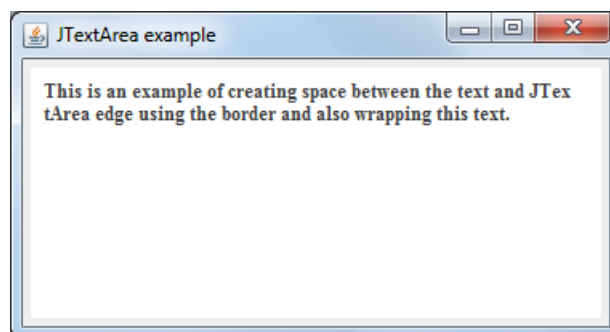 JTextArea example
This is an example of creating space between the text and JTex
tArea edge using the border and also wrapping this text.